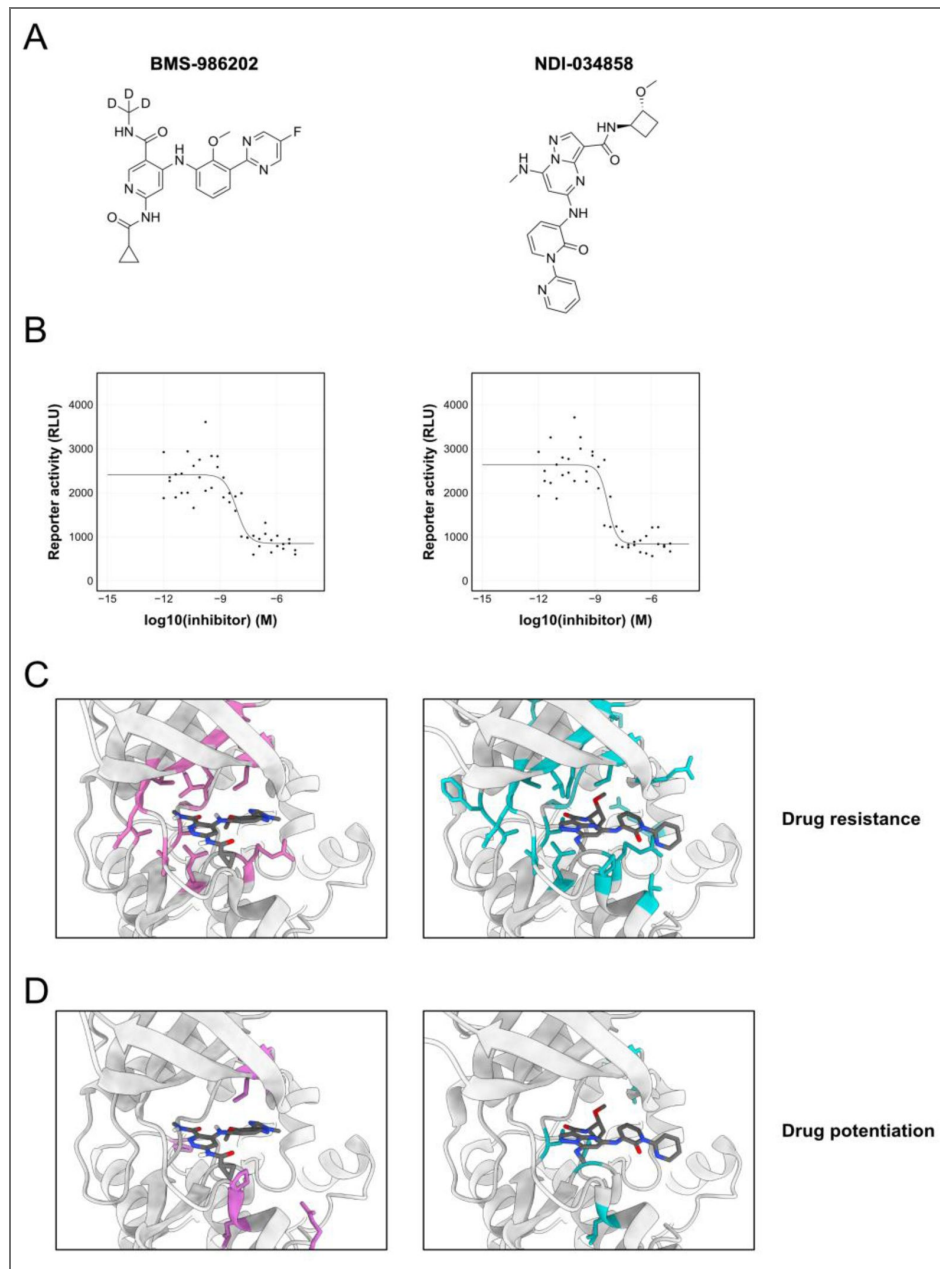 A
BMS-986202
NDI-034858
D
D
D
N
HN
O
O
H
N
N
N
F
N
O
NH
O
HN
O
N
N
HN
N
N
O
NH
O
N
N
B
Reporter activity (RLU)
4000
3000
2000
1000
0
−15
−12
−9
−6
log10(inhibitor) (M)
Reporter activity (RLU)
4000
3000
2000
1000
0
−15
−12
−9
−6
log10(inhibitor) (M)
C
Drug resistance
D
Drug potentiation